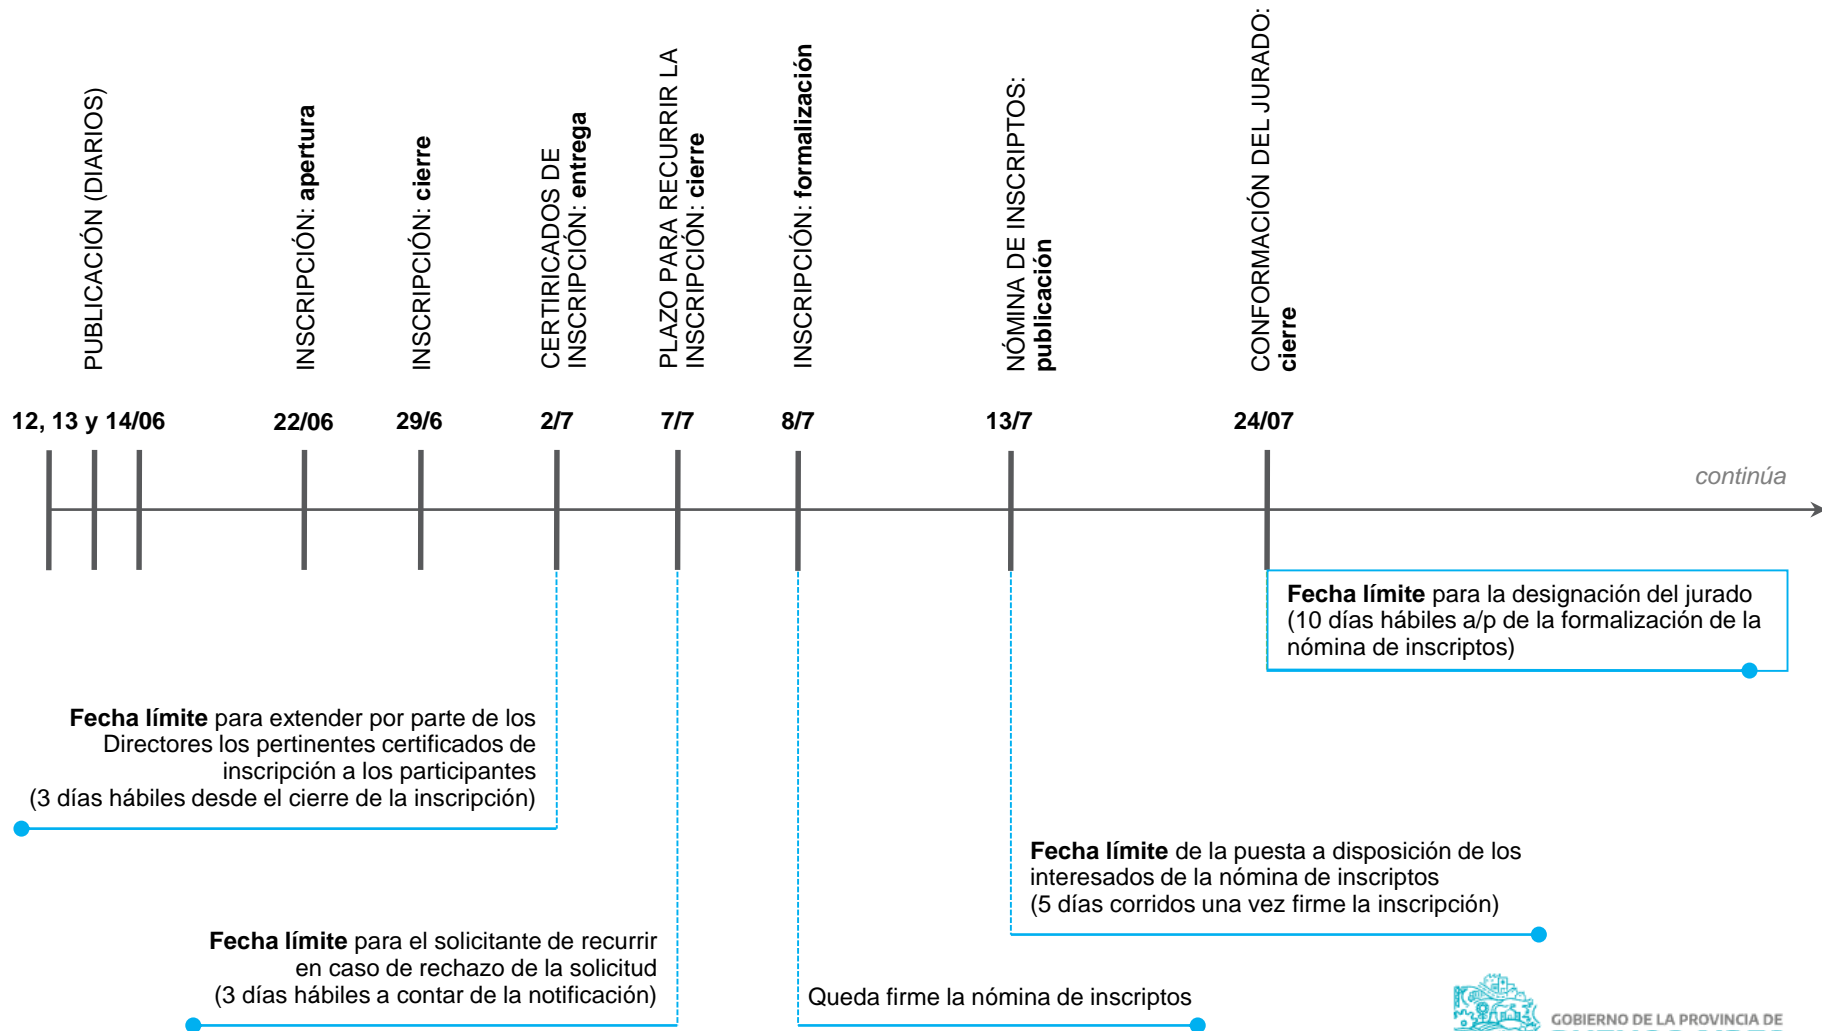 PUBLICACIÓN (DIARIOS)
INSCRIPCIÓN: apertura
INSCRIPCIÓN: cierre
CERTIRICADOS DE
INSCRIPCIÓN: entrega
PLAZO PARA RECURRIR LA
INSCRIPCIÓN: cierre
INSCRIPCIÓN: formalización
NÓMINA DE INSCRIPTOS:
publicación
CONFORMACIÓN DEL JURADO:
cierre
12, 13 y 14/06
22/06
29/6
2/7
7/7
8/7
13/7
24/07
continúa
Fecha límite para la designación del jurado
(10 días hábiles a/p de la formalización de la
nómina de inscriptos)
Fecha límite para extender por parte de los
Directores los pertinentes certificados de
inscripción a los participantes
(3 días hábiles desde el cierre de la inscripción)
Fecha límite de la puesta a disposición de los
interesados de la nómina de inscriptos
(5 días corridos una vez firme la inscripción)
Fecha límite para el solicitante de recurrir
en caso de rechazo de la solicitud
(3 días hábiles a contar de la notificación)
Queda firme la nómina de inscriptos
GOBIERNO DE LA PROVINCIA DE